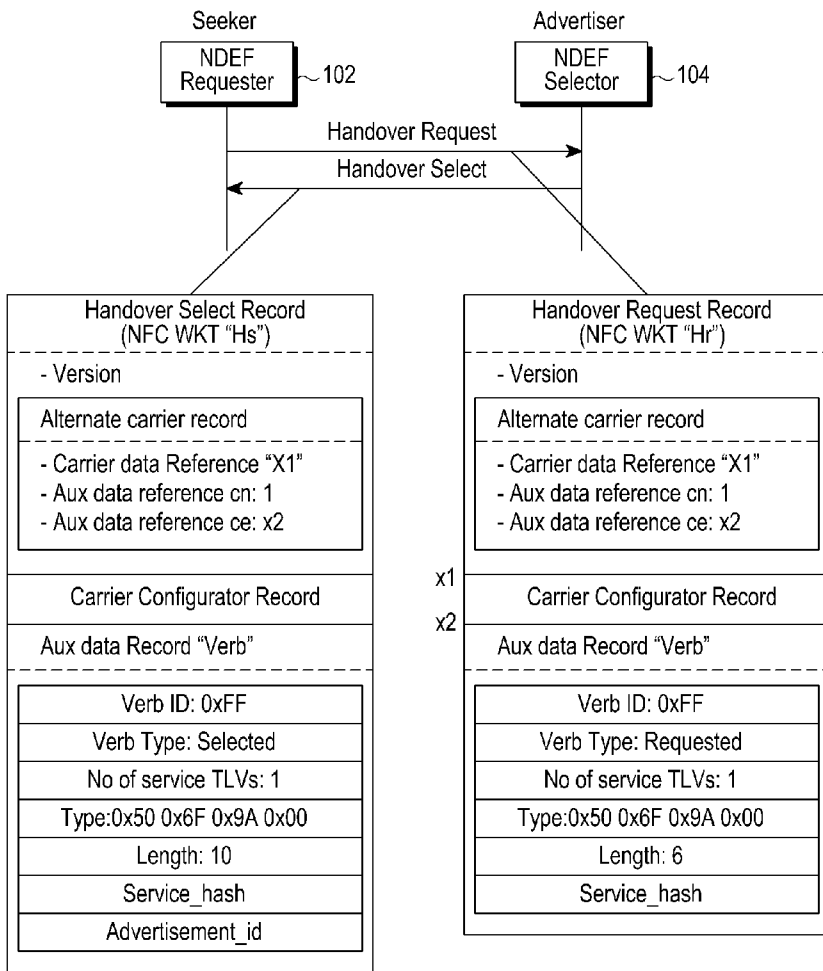 Seeker
NDEF
Requester
102
Advertiser
NDEF
Selector
104
Handover Request
Handover Select
Handover Select Record
(NFC WKT “Hs”)
- Version
Alternate carrier record
- Carrier data Reference “X1”
- Aux data reference cn: 1
- Aux data reference ce: x2
Carrier Configurator Record
Aux data Record “Verb”
Verb ID: 0xFF
Verb Type: Selected
No of service TLVs: 1
Type:0x50 0x6F 0x9A 0x00
Length: 10
Service_hash
Advertisement_id
Handover Request Record
(NFC WKT “Hr”)
- Version
Alternate carrier record
- Carrier data Reference “X1”
- Aux data reference cn: 1
- Aux data reference ce: x2
x1
Carrier Configurator Record
x2
Aux data Record “Verb”
Verb ID: 0xFF
Verb Type: Requested
No of service TLVs: 1
Type:0x50 0x6F 0x9A 0x00
Length: 6
Service_hash